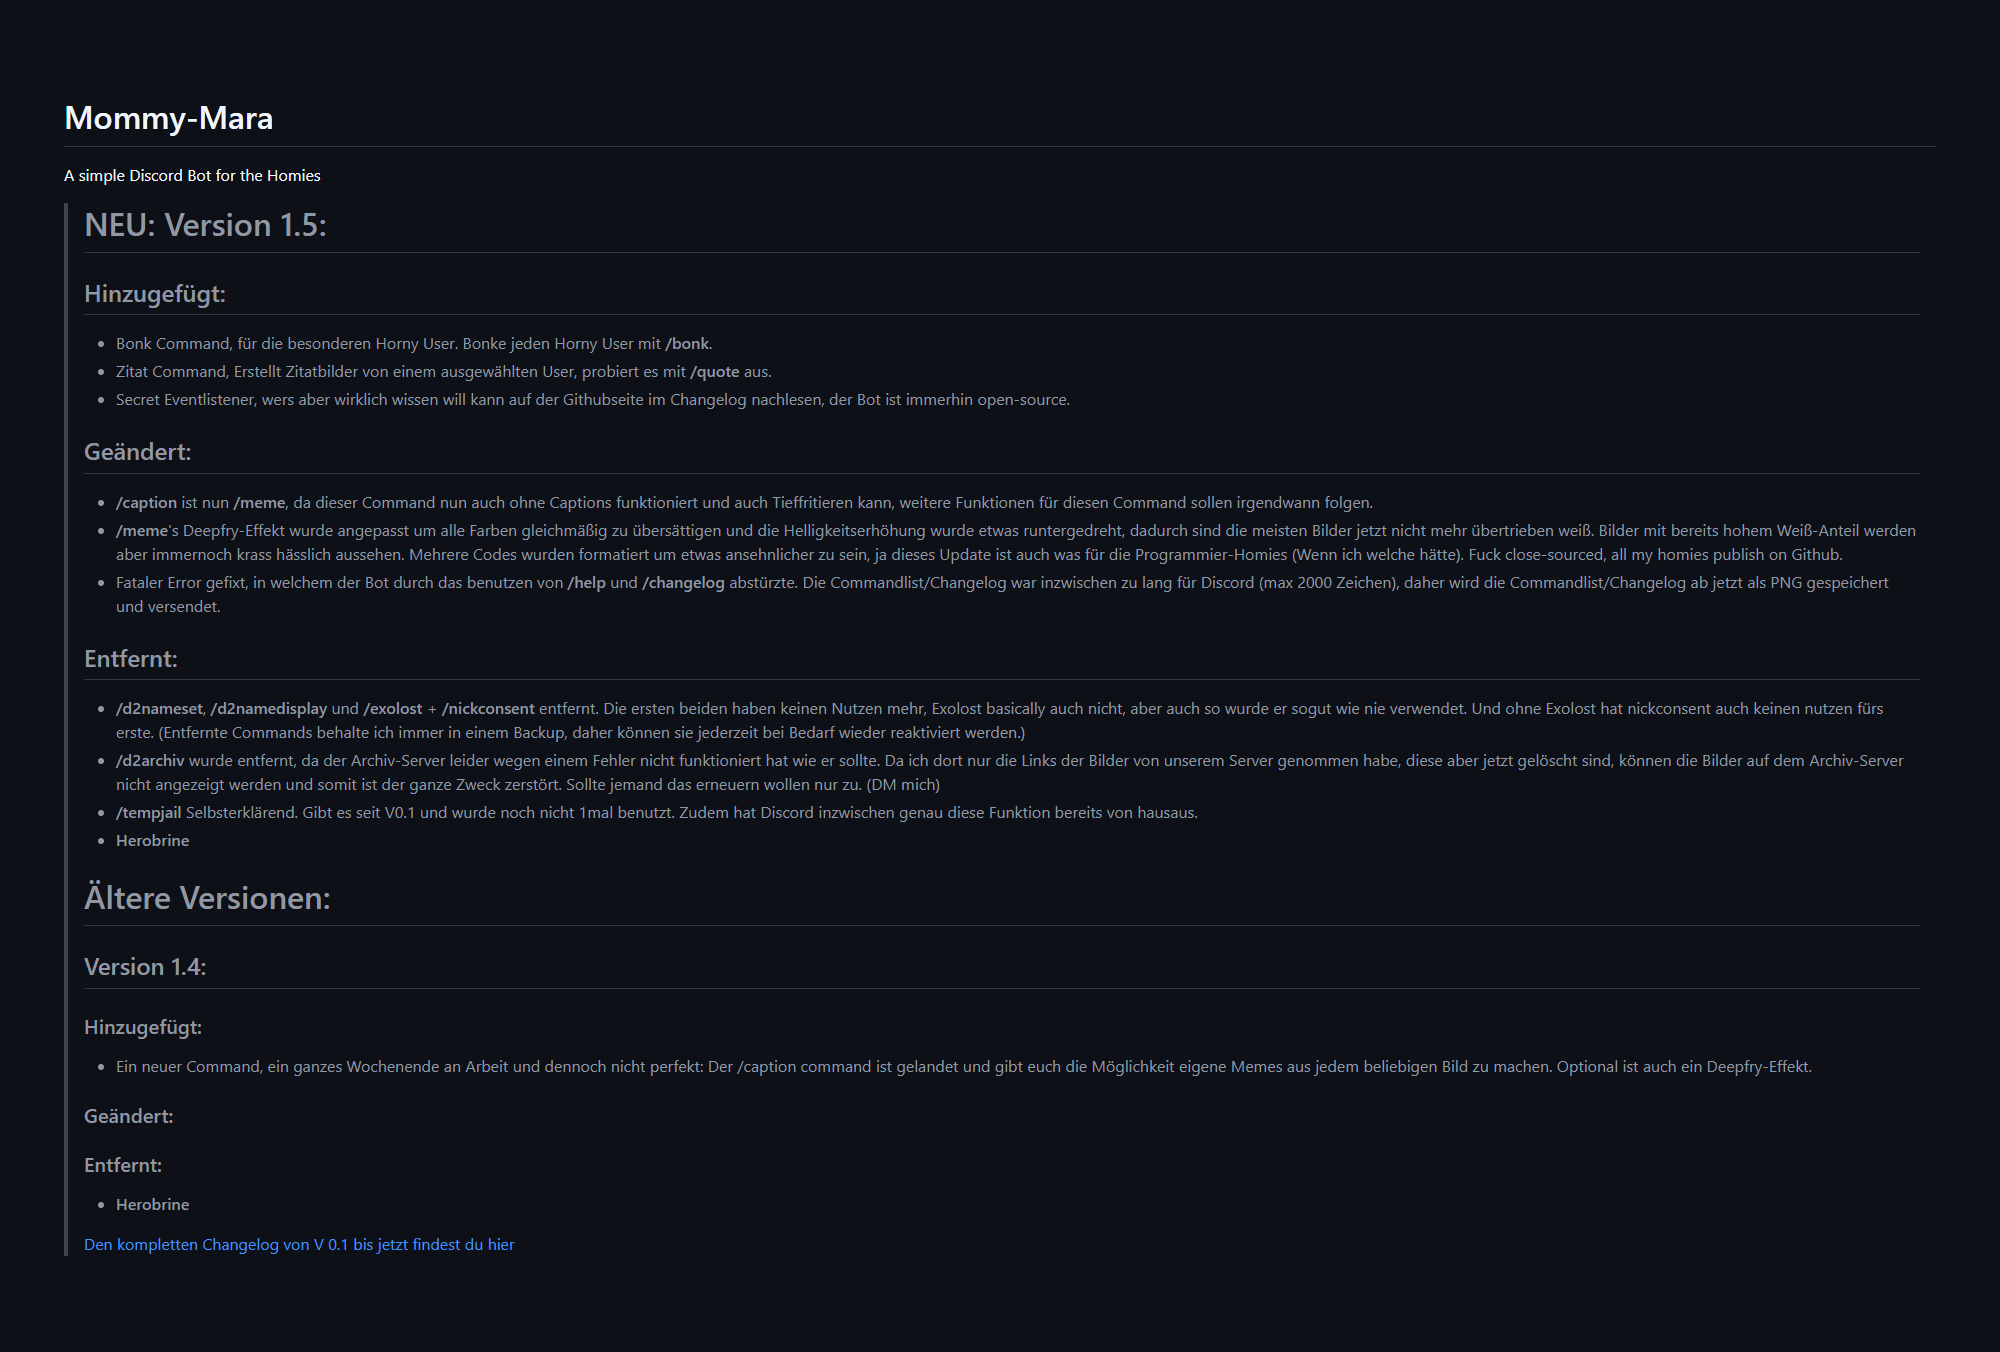 Mommy-Mara
A simple Discord Bot for the Homies
NEU: Version 1.5:
Hinzugefügt:
• Bonk Command, für die besonderen Horny User. Bonke jeden Horny User mit /bonk.
• Zitat Command, Erstellt Zitatbilder von einem ausgewählten User, probiert es mit /quote aus.
• Secret Eventlistener, wers aber wirklich wissen will kann auf der Githubseite im Changelog nachlesen, der Bot ist immerhin open-source.
Geändert:
• /caption ist nun /meme, da dieser Command nun auch ohne Captions funktioniert und auch Tieffritieren kann, weitere Funktionen für diesen Command sollen irgendwann folgen.
• /meme's Deepfry-Effekt wurde angepasst um alle Farben gleichmäßig zu übersättigen und die Helligkeitserhöhung wurde etwas runtergedreht, dadurch sind die meisten Bilder jetzt nicht mehr übertrieben weiß. Bilder mit bereits hohem Weiß-Anteil werden
aber immernoch krass hässlich aussehen. Mehrere Codes wurden formatiert um etwas ansehnlicher zu sein, ja dieses Update ist auch was für die Programmier-Homies (Wenn ich welche hätte). Fuck close-sourced, all my homies publish on Github.
• Fataler Error gefixt, in welchem der Bot durch das benutzen von /help und /changelog abstürzte. Die Commandlist/Changelog war inzwischen zu lang für Discord (max 2000 Zeichen), daher wird die Commandlist/Changelog ab jetzt als PNG gespeichert
und versendet.
Entfernt:
• /d2nameset, /d2namedisplay und /exolost + /nickconsent entfernt. Die ersten beiden haben keinen Nutzen mehr, Exolost basically auch nicht, aber auch so wurde er sogut wie nie verwendet. Und ohne Exolost hat nickconsent auch keinen nutzen fürs
erste. (Entfernte Commands behalte ich immer in einem Backup, daher können sie jederzeit bei Bedarf wieder reaktiviert werden.)
• /d2archiv wurde entfernt, da der Archiv-Server leider wegen einem Fehler nicht funktioniert hat wie er sollte. Da ich dort nur die Links der Bilder von unserem Server genommen habe, diese aber jetzt gelöscht sind, können die Bilder auf dem Archiv-Server
nicht angezeigt werden und somit ist der ganze Zweck zerstört. Sollte jemand das erneuern wollen nur zu. (DM mich)
• /tempjail Selbsterklärend. Gibt es seit V0.1 und wurde noch nicht 1mal benutzt. Zudem hat Discord inzwischen genau diese Funktion bereits von hausaus.
• Herobrine
Ältere Versionen:
Version 1.4:
Hinzugefügt:
• Ein neuer Command, ein ganzes Wochenende an Arbeit und dennoch nicht perfekt: Der /caption command ist gelandet und gibt euch die Möglichkeit eigene Memes aus jedem beliebigen Bild zu machen. Optional ist auch ein Deepfry-Effekt.
Geändert:
Entfernt:
• Herobrine
Den kompletten Changelog von V 0.1 bis jetzt findest du hier